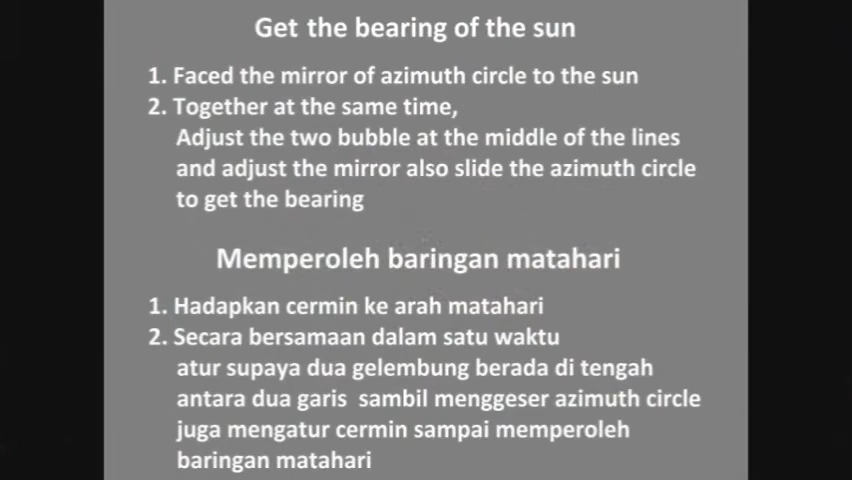 Get the bearing of the sun
1. Faced the mirror of azimuth circle to the sun
2. Together at the same time,
Adjust the two bubble at the middle of the lines
and adjust the mirror also slide the azimuth circle
to get the bearing
Memperoleh baringan matahari
1. Hadapkan cermin ke arah matahari
2. Secara bersamaan dalam satu waktu
atur supaya dua gelembung berada di tengah
antara dua garis sambil menggeser azimuth circle
juga mengatur cermin sampai memperoleh
baringan matahari